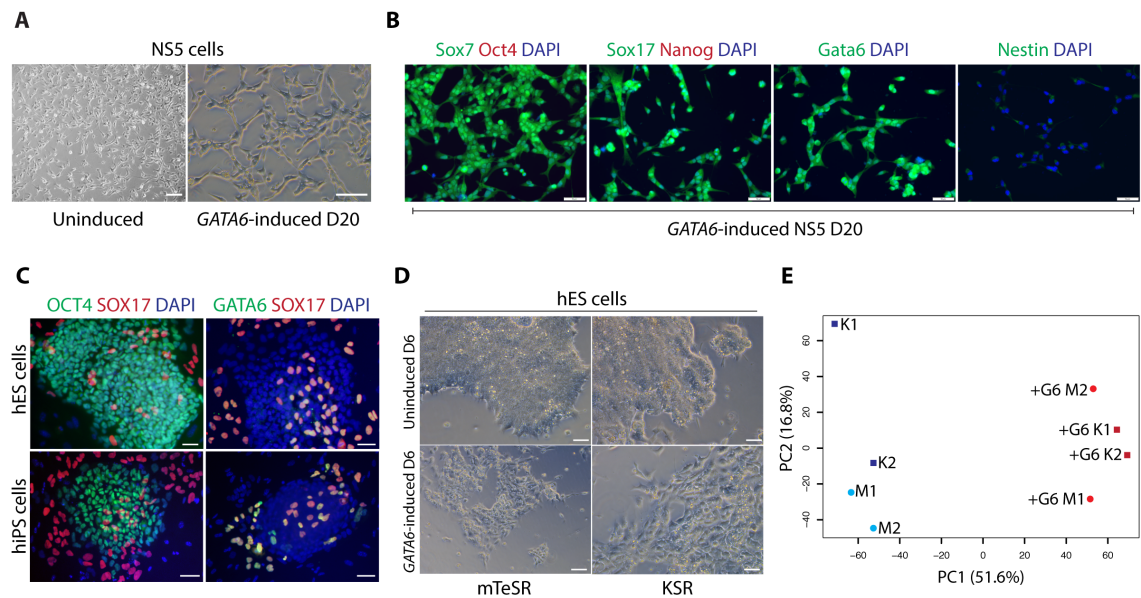 A
NS5 cells
Uninduced
GATA6-induced D20
B
Sox7 Oct4 DAPI
Sox17 Nanog DAPI
Gata6 DAPI
Nestin DAPI
GATA6-induced NS5 D20
C
OCT4 SOX17 DAPI
GATA6 SOX17 DAPI
hES cells
hiPS cells
D
hES cells
Uninduced D6
GATA6-induced D6
mTeSR
KSR
E
PC2 (16.8%)
60
40
20
0
−20
−40
K1
+G6 M2
+G6 K1
+G6 K2
K2
M1
+G6 M1
M2
−60
−40
−20
0
20
40
60
PC1 (51.6%)